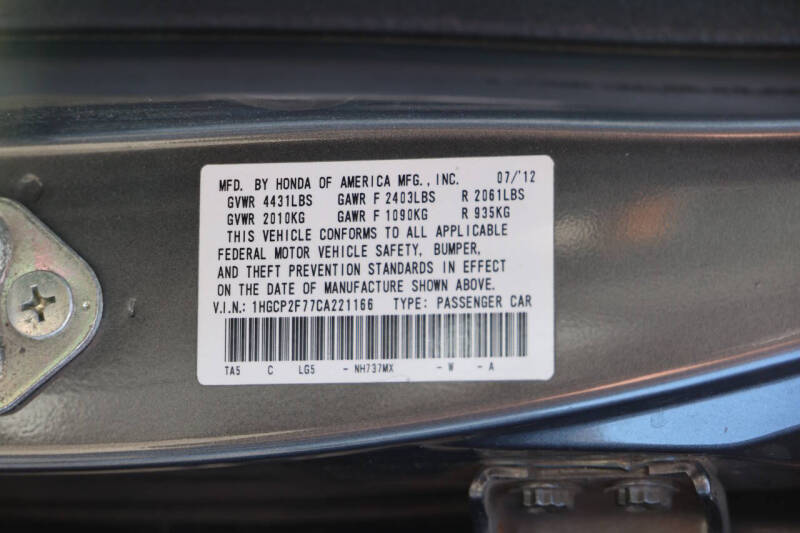 MFD. BY HONDA OF AMERICA MFG., INC. 07/'12
GVWR 4431LBS GAWR F 2403LBS R 2061LBS
GVWR 2010KG GAWR F 1090KG R 935KG
THIS VEHICLE CONFORMS TO ALL APPLICABLE
FEDERAL MOTOR VEHICLE SAFETY, BUMPER,
AND THEFT PREVENTION STANDARDS IN EFFECT
ON THE DATE OF MANUFACTURE SHOWN ABOVE.
V.I.N.: 1HGCP2F77CA221166 TYPE: PASSENGER CAR
TA5 C LG5 - NH737MX - W - A